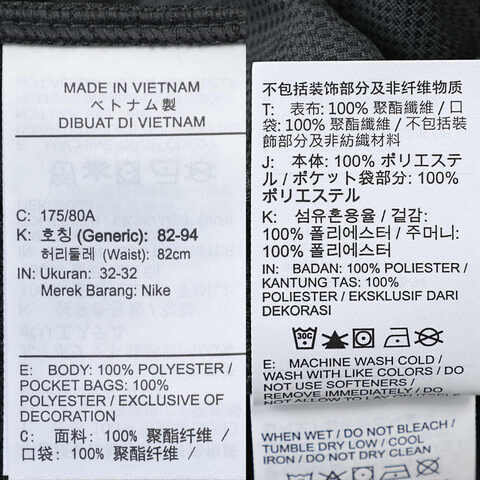 MADE IN VIETNAM
ベトナム製
DIBUAT DI VIETNAM
C: 175/80A
K: 호칭 (Generic): 82-94
허리둘레 (Waist): 82cm
IN: Ukuran: 32-32
Merek Barang: Nike
E: BODY: 100% POLYESTER /
POCKET BAGS: 100%
POLYESTER / EXCLUSIVE OF
DECORATION
C: 面料: 100% 聚酯纤维 /
口袋: 100% 聚酯纤维 /
不包括装饰部分及非纤维物质
T: 表布: 100% 聚酯纖維 / 口
袋: 100% 聚酯纖維 / 不包括裝
飾部分及非紡織材料
J: 本体: 100% ポリエステ
ル / ポケット袋部分: 100%
ポリエステル
K: 섬유혼용율 / 겉감:
100% 폴리에스터 / 주머니:
100% 폴리에스터
IN: BADAN: 100% POLIESTER /
KANTUNG TAS: 100%
POLIESTER / EKSKLUSIF DARI
DEKORASI
30C
E: MACHINE WASH COLD /
WASH WITH LIKE COLORS / DO
NOT USE SOFTENERS /
REMOVE IMMEDIATELY / DO
NOT ALLOW TO
WHEN WET / DO NOT BLEACH /
TUMBLE DRY LOW / COOL
IRON / DO NOT DRY CLEAN